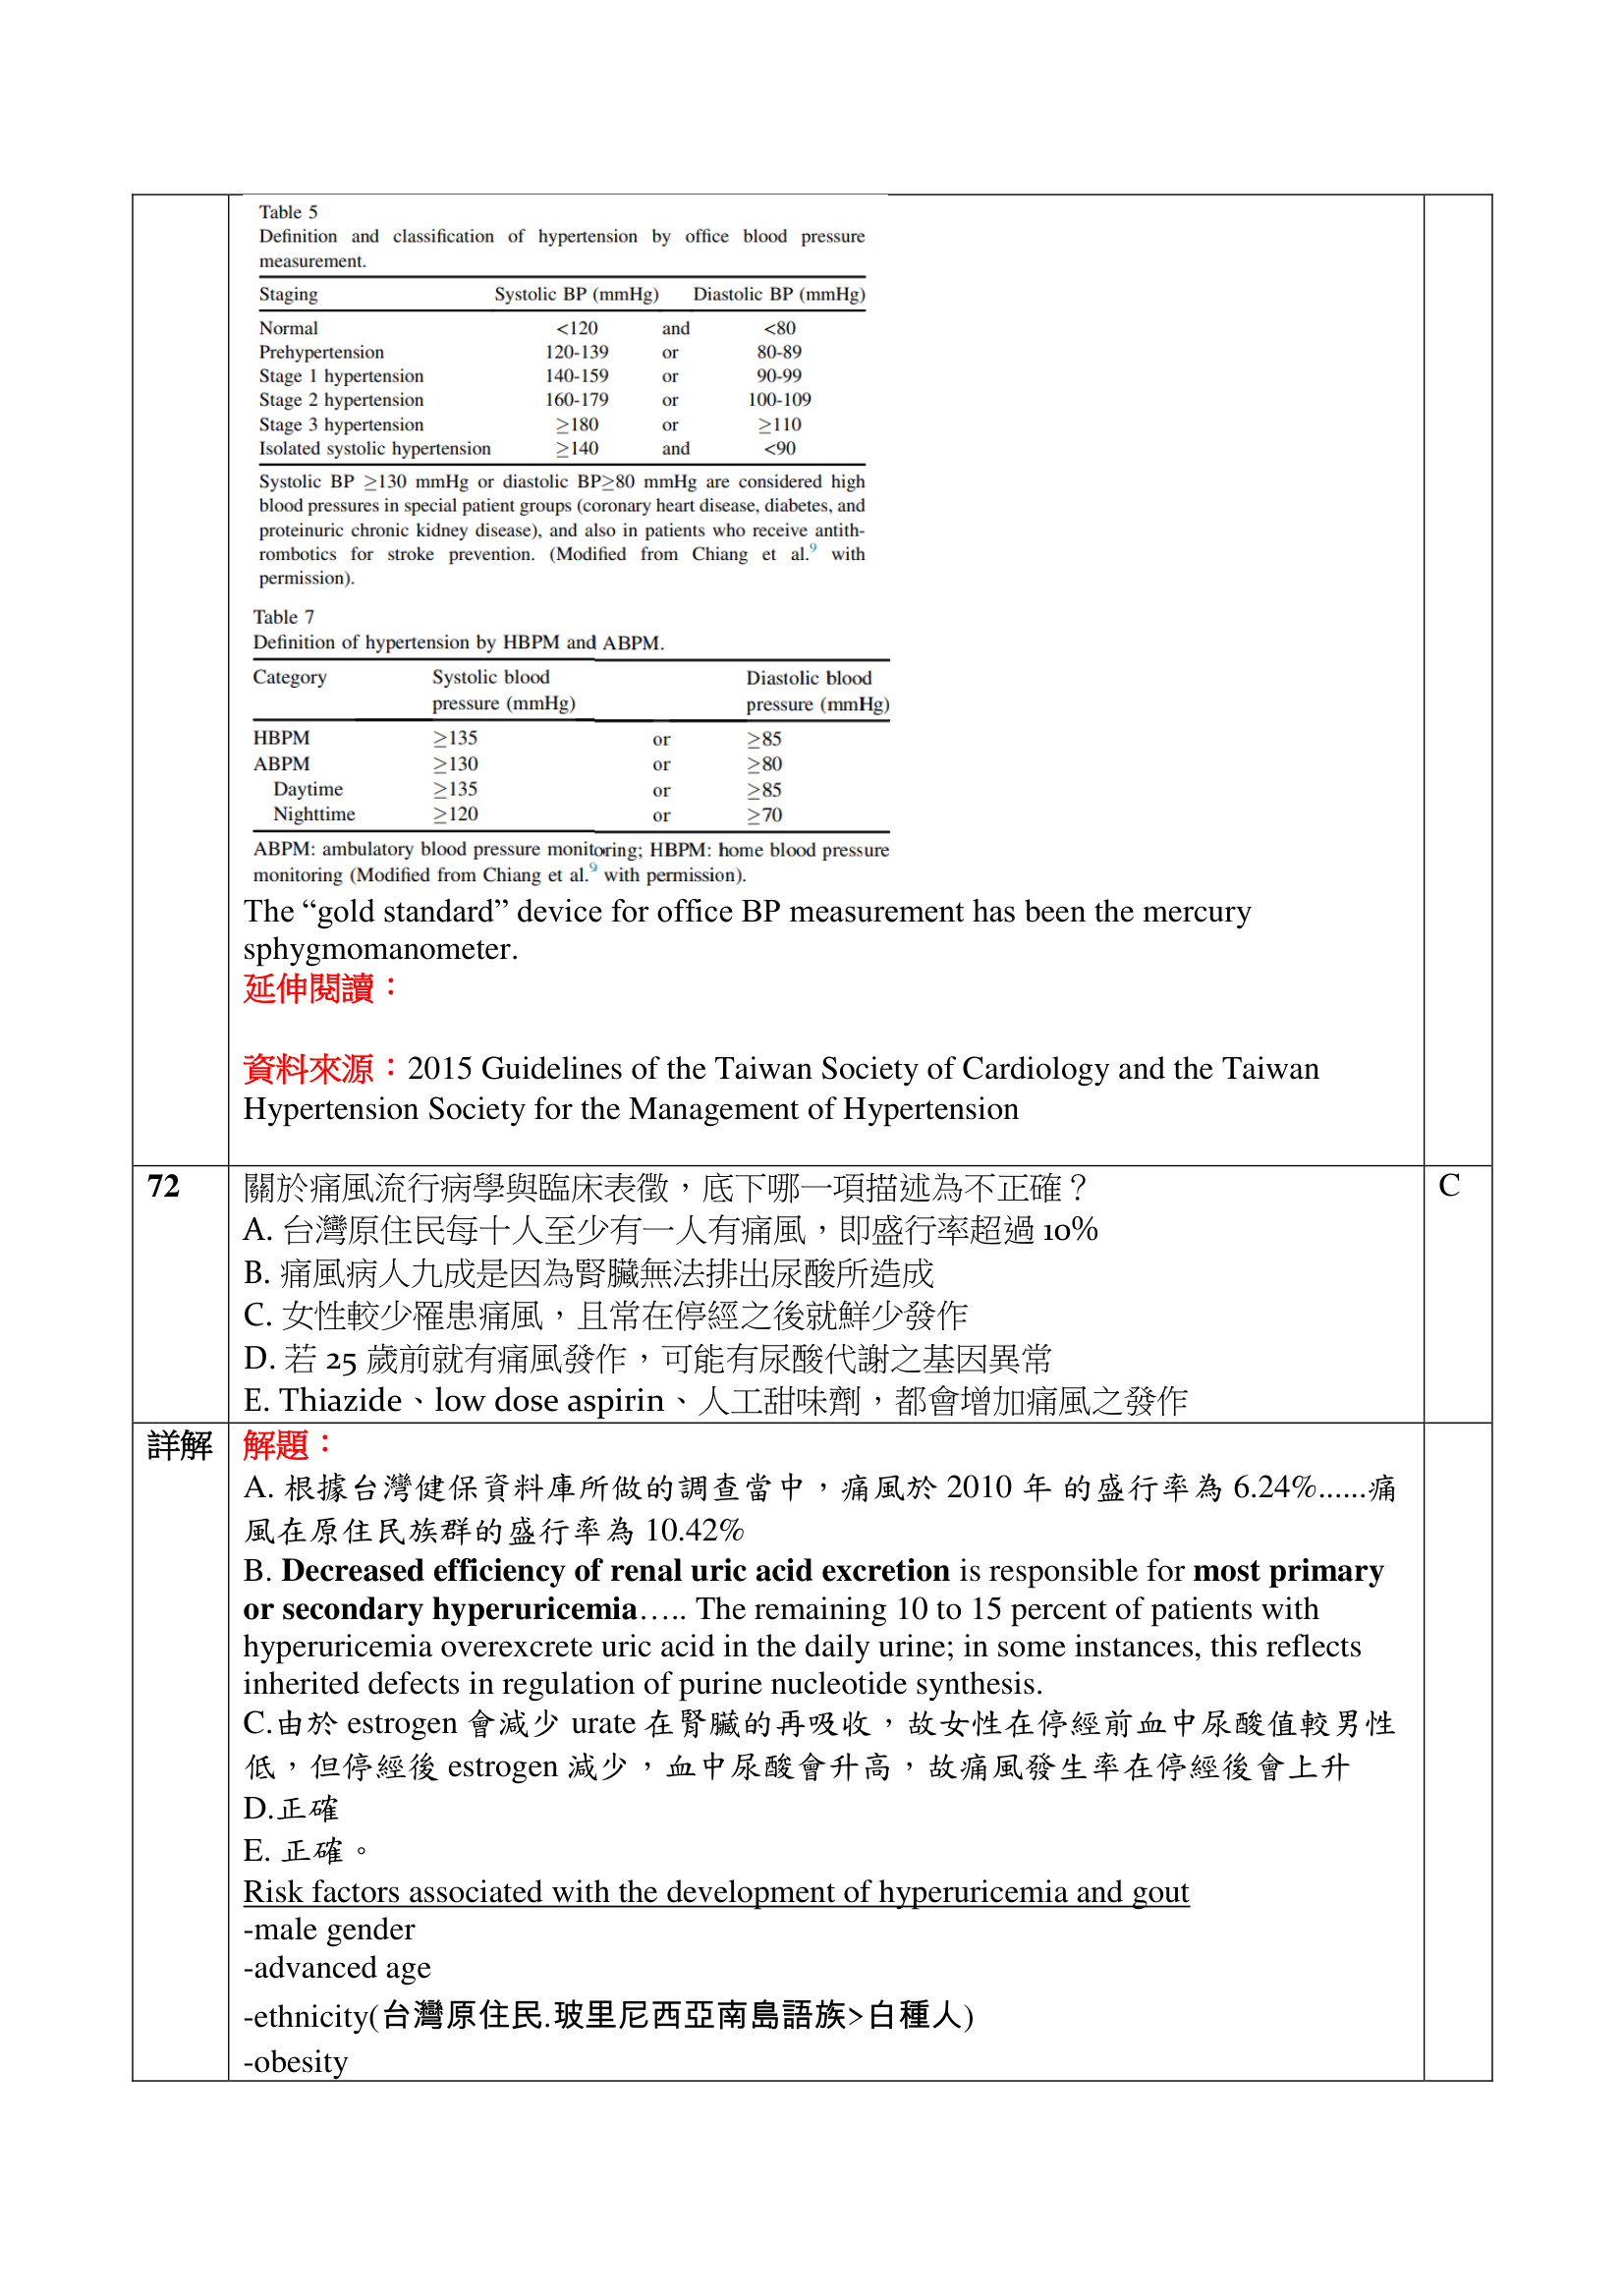 Table 5
Definition and classification of hypertension by office blood pressure
measurement.
Staging Systolic BP (mmHg) Diastolic BP (mmHg)
Normal <120 and <80
Prehypertension 120-139 or 80-89
Stage 1 hypertension 140-159 or 90-99
Stage 2 hypertension 160-179 or 100-109
Stage 3 hypertension ≥180 or ≥110
Isolated systolic hypertension ≥140 and <90
Systolic BP ≥130 mmHg or diastolic BP≥80 mmHg are considered high
blood pressures in special patient groups (coronary heart disease, diabetes, and
proteinuric chronic kidney disease), and also in patients who receive antith-
rombotics for stroke prevention. (Modified from Chiang et al.9 with
permission).
Table 7
Definition of hypertension by HBPM and ABPM.
Category Systolic blood Diastolic blood
pressure (mmHg) pressure (mmHg)
HBPM ≥135 or ≥85
ABPM ≥130 or ≥80
Daytime ≥135 or ≥85
Nighttime ≥120 or ≥70
ABPM: ambulatory blood pressure monitoring; HBPM: home blood pressure
monitoring (Modified from Chiang et al.9 with permission).
The “gold standard” device for office BP measurement has been the mercury
sphygmomanometer.
延伸閱讀：
資料來源：2015 Guidelines of the Taiwan Society of Cardiology and the Taiwan
Hypertension Society for the Management of Hypertension
72 關於痛風流行病學與臨床表徵，底下哪一項描述為不正確？ C
A. 台灣原住民每十人至少有一人有痛風，即盛行率超過 10%
B. 痛風病人九成是因為腎臟無法排出尿酸所造成
C. 女性較少罹患痛風，且常在停經之後就鮮少發作
D. 若 25 歲前就有痛風發作，可能有尿酸代謝之基因異常
E. Thiazide、low dose aspirin、人工甜味劑，都會增加痛風之發作
詳解 解題：
A. 根據台灣健保資料庫所做的調查當中，痛風於 2010 年 的盛行率為 6.24%......痛
風在原住民族群的盛行率為 10.42%
B. Decreased efficiency of renal uric acid excretion is responsible for most primary
or secondary hyperuricemia….. The remaining 10 to 15 percent of patients with
hyperuricemia overexcrete uric acid in the daily urine; in some instances, this reflects
inherited defects in regulation of purine nucleotide synthesis.
C.由於 estrogen 會減少 urate 在腎臟的再吸收，故女性在停經前血中尿酸值較男性
低，但停經後 estrogen 減少，血中尿酸會升高，故痛風發生率在停經後會上升
D.正確
E. 正確。
Risk factors associated with the development of hyperuricemia and gout
-male gender
-advanced age
-ethnicity(台灣原住民.玻里尼西亞南島語族>白種人)
-obesity